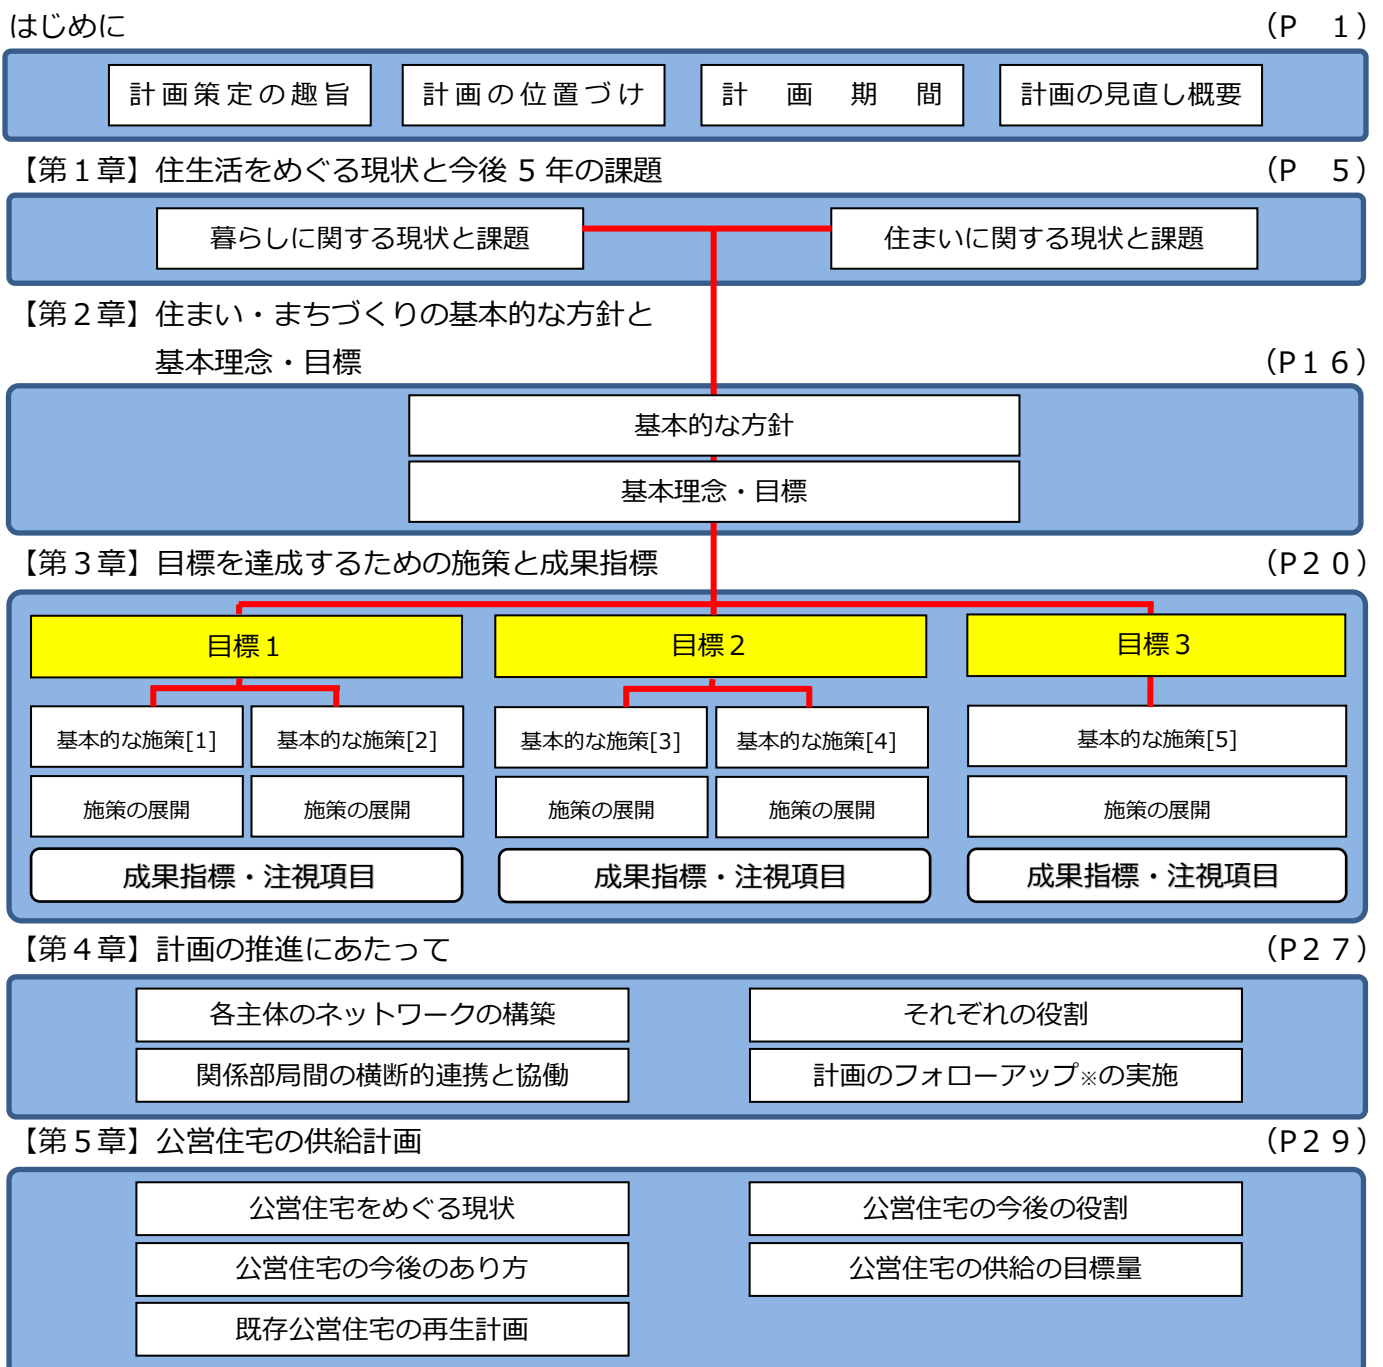 はじめに （P　1）
計画策定の趣旨 計画の位置づけ 計　画　期　間 計画の見直し概要
【第１章】住生活をめぐる現状と今後 5 年の課題 （P　5）
暮らしに関する現状と課題 住まいに関する現状と課題
【第２章】住まい・まちづくりの基本的な方針と
基本理念・目標 （P１６）
基本的な方針
基本理念・目標
【第３章】目標を達成するための施策と成果指標 （P２０）
目標１ 目標２ 目標３
基本的な施策[1] 基本的な施策[2] 基本的な施策[3] 基本的な施策[4] 基本的な施策[5]
施策の展開 施策の展開 施策の展開 施策の展開 施策の展開
成果指標・注視項目 成果指標・注視項目 成果指標・注視項目
【第４章】計画の推進にあたって （P２７）
各主体のネットワークの構築 それぞれの役割
関係部局間の横断的連携と協働 計画のフォローアップ※の実施
【第５章】公営住宅の供給計画 （P２９）
公営住宅をめぐる現状 公営住宅の今後の役割
公営住宅の今後のあり方 公営住宅の供給の目標量
既存公営住宅の再生計画